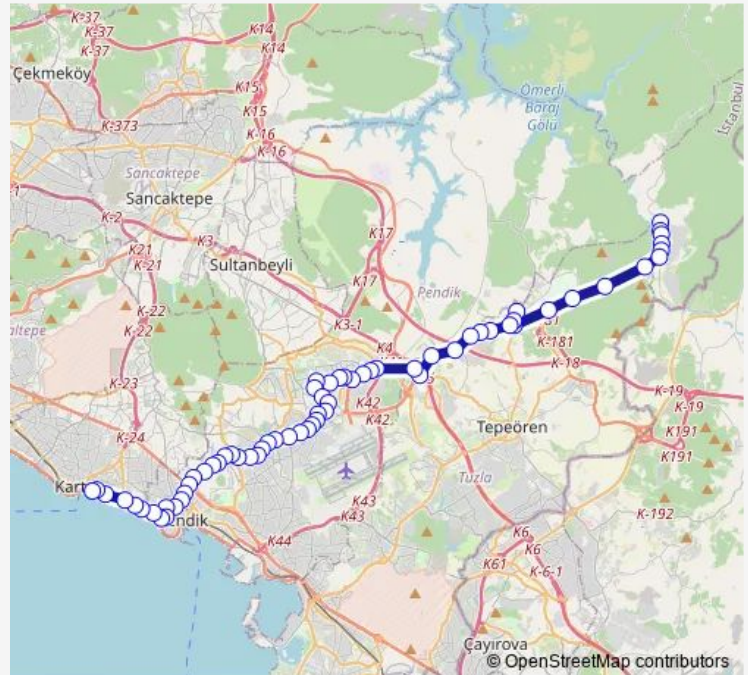 K-37
K-37
K-37
K14
K14
Çekmeköy
K15
K15
K-373
K-16
K-16
Ömerli
Baraj
Gölü
İstanbul
Sancaktepe
Sancaktepe
K-2
K3
K17
K21
K-21
Sultanbeyli
K17
Pendik
K-22
K-22
K3-1
K4
K-181
K-18
K-23
K42
K42
K-19
K-19
K-24
Tepeören
K191
K191
Tuzla
K43
K43
K-192
K44
K6
K6
K61
K-6-1
Çayırova
© OpenStreetMap contributors